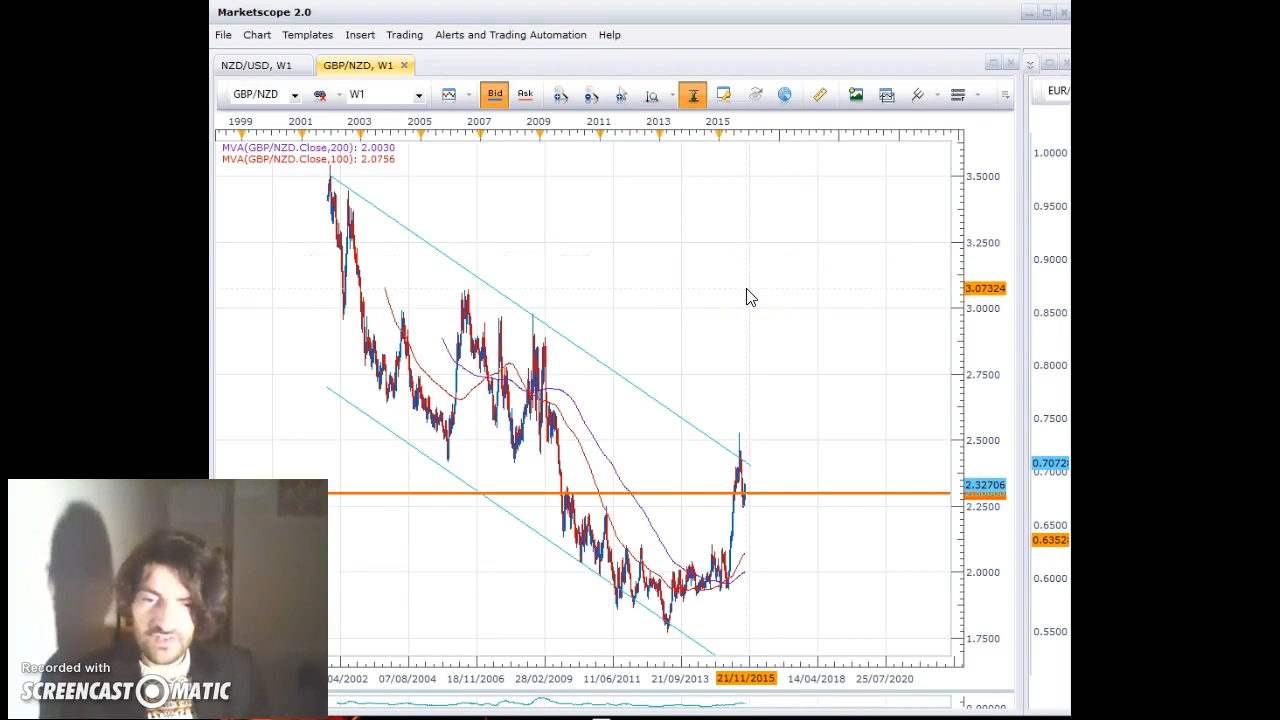 Marketscope 2.0
File Chart Templates Insert Trading Alerts and Trading Automation Help
NZD/USD, W1 GBP/NZD, W1
GBP/NZD W1 Bid Ask EUR/
1999 2001 2003 2005 2007 2009 2011 2013 2015
MVA(GBP/NZD.Close,200): 2.0030
MVA(GBP/NZD.Close,100): 2.0756
3.5000
3.2500
3.07324
3.0000
2.7500
2.5000
2.32706
2.2500
2.0000
1.7500
1.0000
0.9500
0.9000
0.8500
0.8000
0.7500
0.7072
0.6500
0.6352
0.6000
0.5500
04/2002 07/08/2004 18/11/2006 28/02/2009 11/06/2011 21/09/2013 21/11/2015 14/04/2018 25/07/2020
0.00000
Recorded with
SCREENCAST MATIC